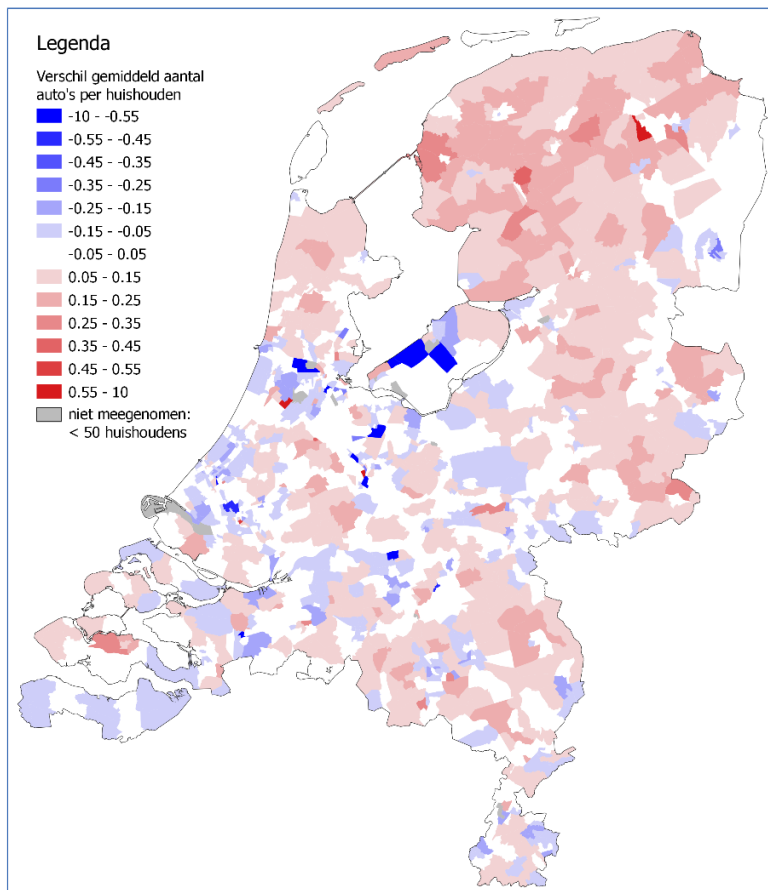 Legenda
Verschil gemiddeld aantal
auto's per huishouden
-10 - -0.55
-0.55 - -0.45
-0.45 - -0.35
-0.35 - -0.25
-0.25 - -0.15
-0.15 - -0.05
-0.05 - 0.05
0.05 - 0.15
0.15 - 0.25
0.25 - 0.35
0.35 - 0.45
0.45 - 0.55
0.55 - 10
niet meegenomen:
< 50 huishoudens